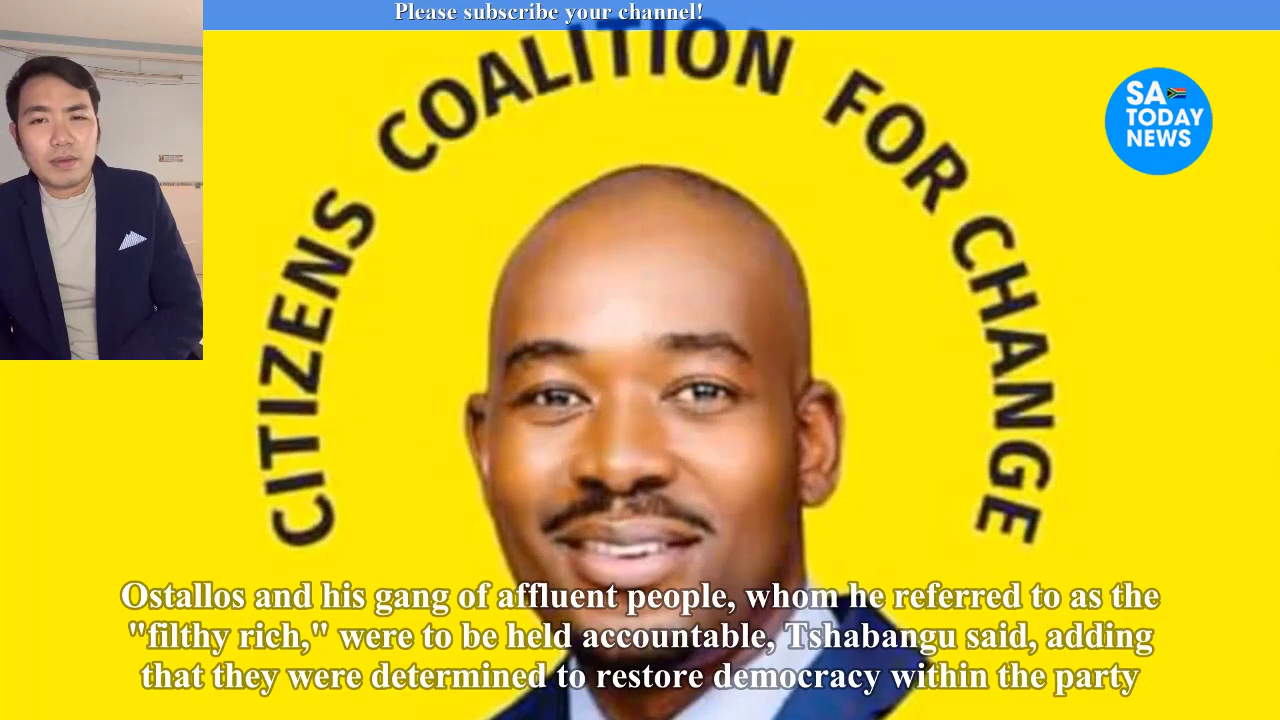 Please subscribe your channel!
CITIZENS COALITION FOR CHANGE
SA
TODAY
NEWS
Ostallos and his gang of affluent people, whom he referred to as the
"filthy rich," were to be held accountable, Tshabangu said, adding
that they were determined to restore democracy within the party